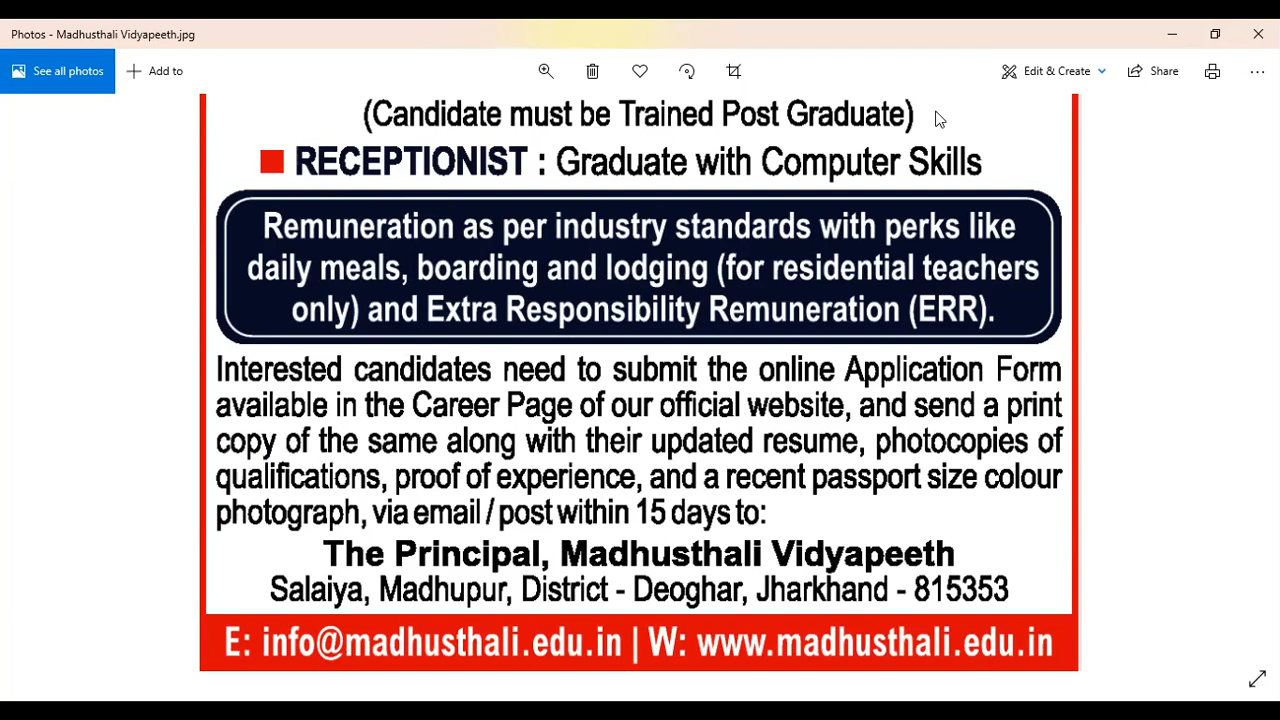 Photos - Madhusthali Vidyapeeth.jpg
See all photos
Add to
Edit & Create
Share
(Candidate must be Trained Post Graduate)
RECEPTIONIST : Graduate with Computer Skills
Remuneration as per industry standards with perks like
daily meals, boarding and lodging (for residential teachers
only) and Extra Responsibility Remuneration (ERR).
Interested candidates need to submit the online Application Form
available in the Career Page of our official website, and send a print
copy of the same along with their updated resume, photocopies of
qualifications, proof of experience, and a recent passport size colour
photograph, via email / post within 15 days to:
The Principal, Madhusthali Vidyapeeth
Salaiya, Madhupur, District - Deoghar, Jharkhand - 815353
E: info@madhusthali.edu.in | W: www.madhusthali.edu.in